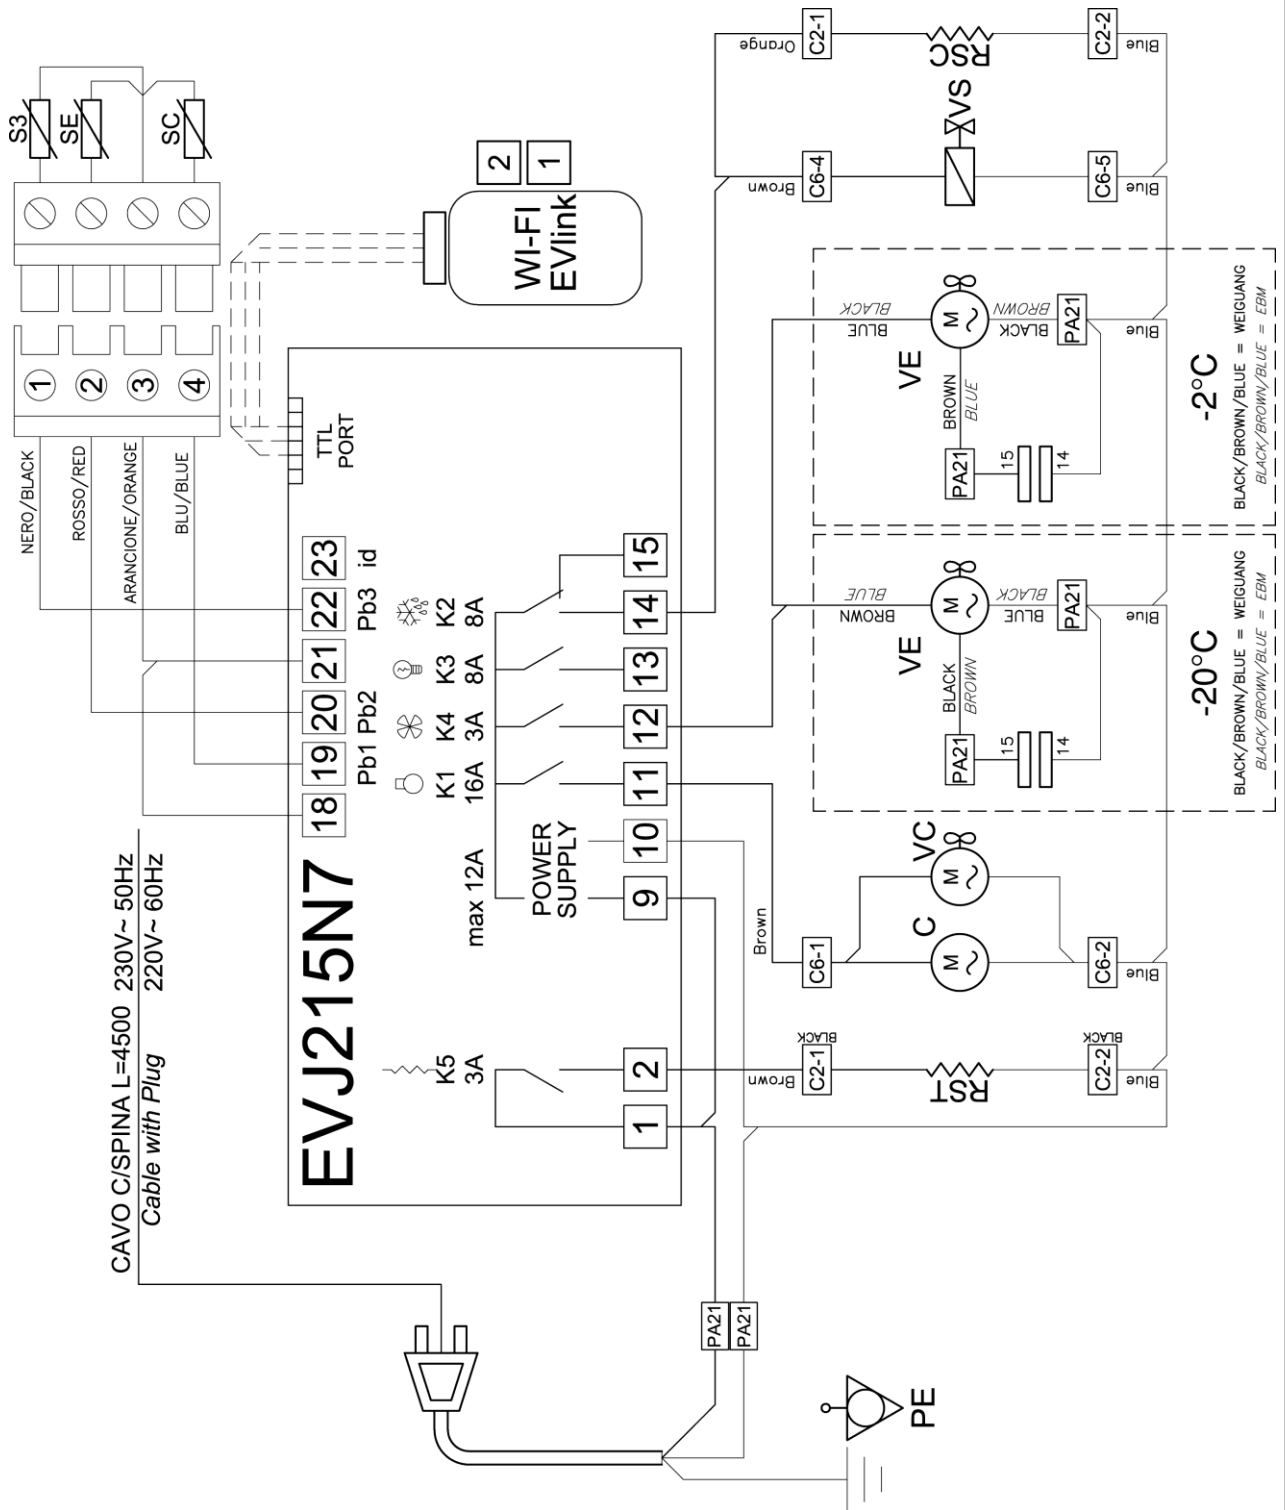 CAVO C/SPINA L=4500 230V~ 50Hz
Cable with Plug 220V~ 60Hz
S3
SE
SC
1
2
3
4
NERO/BLACK
ROSSO/RED
ARANCIONE/ORANGE
BLU/BLUE
WI-FI
EVlink
2
1
TTL
PORT
EVJ215N7
18
19
20
21
22
23
Pb1
Pb2
Pb3
id
K5
3A
max 12A
K1
16A
K4
3A
K3
8A
K2
8A
POWER
SUPPLY
1
2
9
10
11
12
13
14
15
PA21
PA21
PE
Brown
C2-1
BLACK
RST
C2-2
BLACK
Blue
Brown
C6-1
C
M
VC
M
C6-2
Blue
BROWN
BLUE
VE
M
BLACK
BROWN
PA21
15
14
BLUE
BLACK
PA21
Blue
-20°C
BLACK/BROWN/BLUE = WEIGUANG
BLACK/BROWN/BLUE = EBM
BLUE
BLACK
VE
M
BROWN
BLUE
PA21
15
14
BLACK
BROWN
PA21
Blue
-2°C
BLACK/BROWN/BLUE = WEIGUANG
BLACK/BROWN/BLUE = EBM
Brown
C6-4
VS
C6-5
Blue
Orange
C2-1
RSC
C2-2
Blue